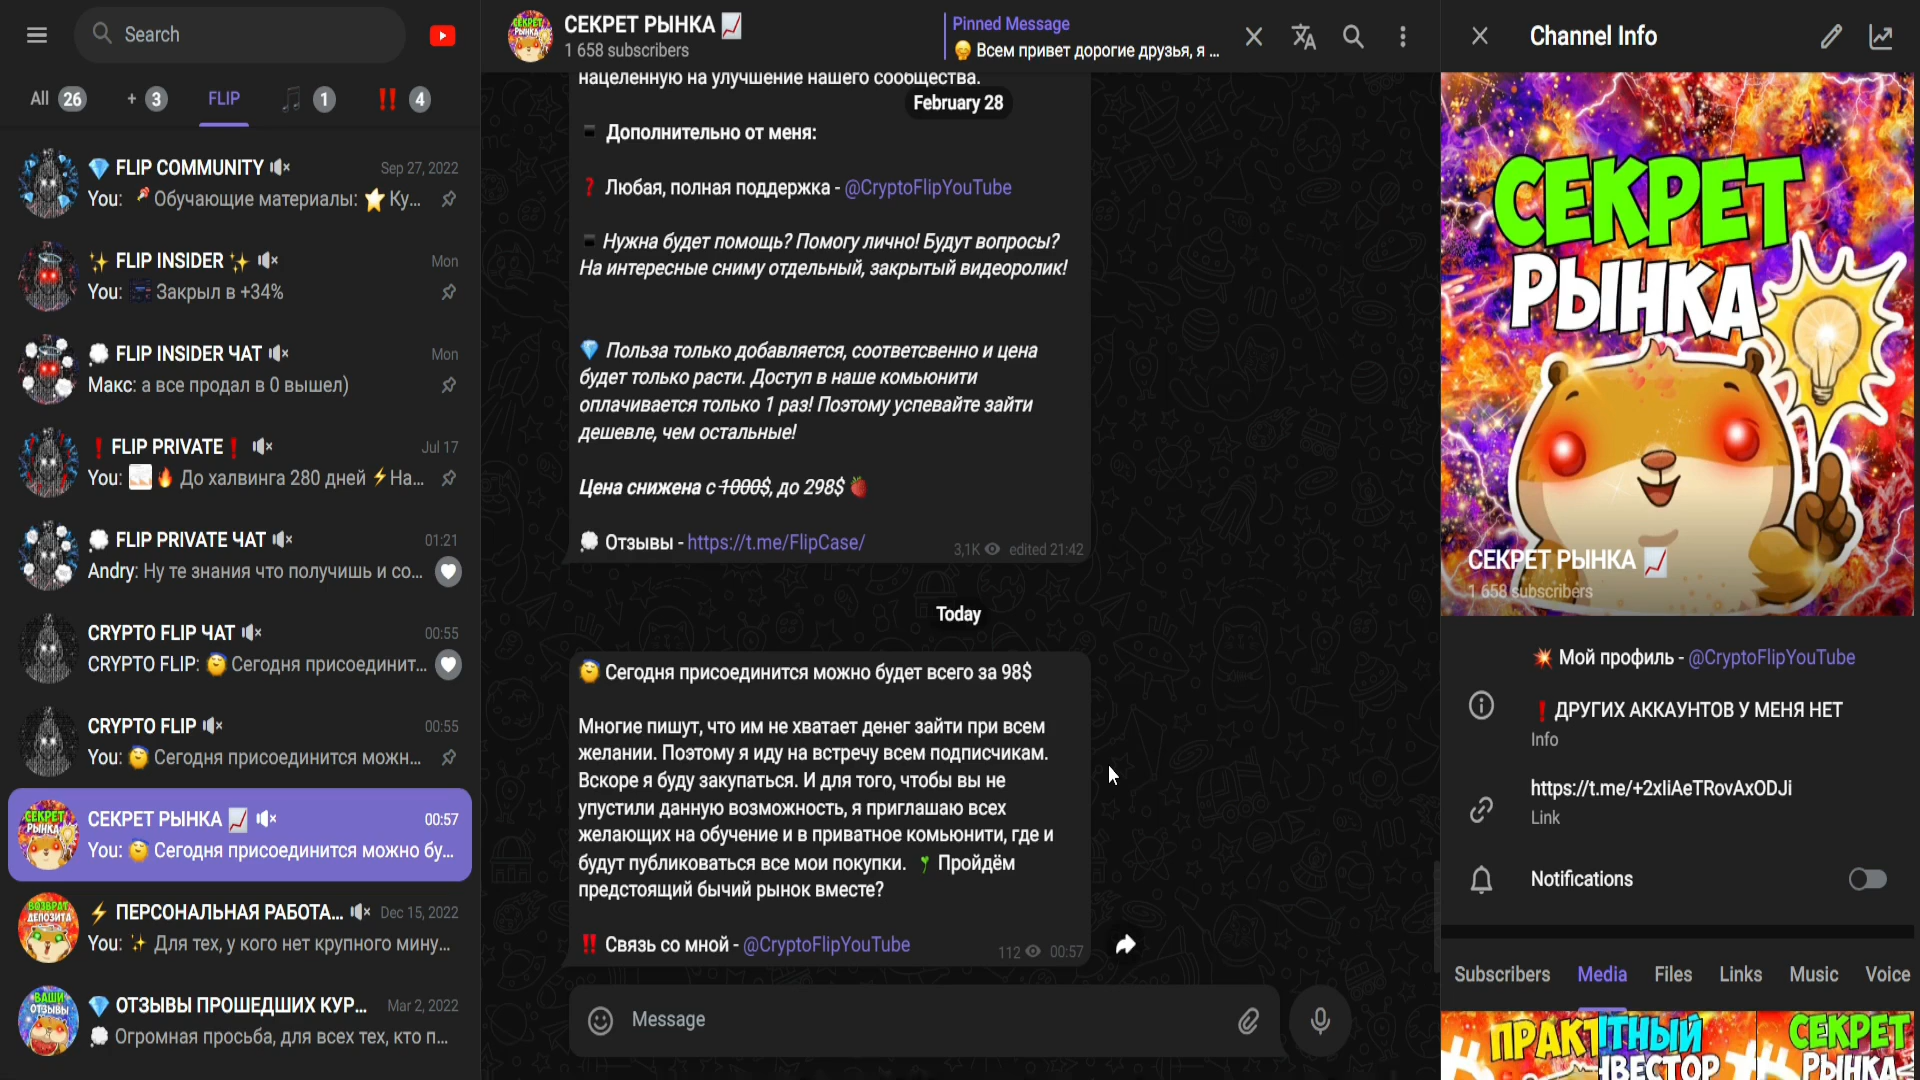 Search
All 26
+ 3
FLIP
1
4
FLIP COMMUNITY
Sep 27, 2022
You: Обучающие материалы: Ку...
FLIP INSIDER
Mon
You: Закрыл в +34%
FLIP INSIDER ЧАТ
Mon
Макс: а все продал в 0 вышел)
FLIP PRIVATE
Jul 17
You: До халвинга 280 дней На...
FLIP PRIVATE ЧАТ
01:21
Andry: Ну те знания что получишь и со...
CRYPTO FLIP ЧАТ
00:55
CRYPTO FLIP: Сегодня присоединит...
CRYPTO FLIP
00:55
You: Сегодня присоединится можн...
СЕКРЕТ РЫНКА
00:57
You: Сегодня присоединится можно бу...
ПЕРСОНАЛЬНАЯ РАБОТА...
Dec 15, 2022
You: Для тех, у кого нет крупного мину...
ОТЗЫВЫ ПРОШЕДШИХ КУР...
Mar 2, 2022
Огромная просьба, для всех тех, кто п...
СЕКРЕТ РЫНКА
1 658 subscribers
Pinned Message
Всем привет дорогие друзья, я ...
нацеленную на улучшение нашего сообщества.
February 28
Дополнительно от меня:
Любая, полная поддержка - @CryptoFlipYouTube
Нужна будет помощь? Помогу лично! Будут вопросы?
На интересные сниму отдельный, закрытый видеоролик!
Польза только добавляется, соответсвенно и цена
будет только расти. Доступ в наше комьюнити
оплачивается только 1 раз! Поэтому успевайте зайти
дешевле, чем остальные!
Цена снижена с 1000$, до 298$
Отзывы - https://t.me/FlipCase/
3,1K edited 21:42
Today
Сегодня присоединится можно будет всего за 98$
Многие пишут, что им не хватает денег зайти при всем
желании. Поэтому я иду на встречу всем подписчикам.
Вскоре я буду закупаться. И для того, чтобы вы не
упустили данную возможность, я приглашаю всех
желающих на обучение и в приватное комьюнити, где и
будут публиковаться все мои покупки. Пройдём
предстоящий бычий рынок вместе?
Связь со мной - @CryptoFlipYouTube
112 00:57
Message
Channel Info
СЕКРЕТ
РЫНКА
СЕКРЕТ РЫНКА
1 658 subscribers
Мой профиль - @CryptoFlipYouTube
ДРУГИХ АККАУНТОВ У МЕНЯ НЕТ
Info
https://t.me/+2xliAeTRovAxODJi
Link
Notifications
Subscribers Media Files Links Music Voice
СЕКРЕТ
РЫНКА